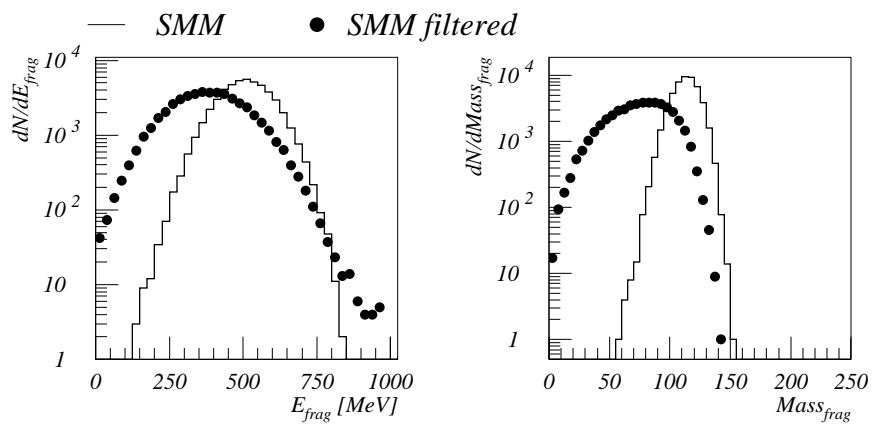 SMM SMM filtered
dN/dE_frag
10^4
10^3
10^2
10
1
0 250 500 750 1000
E_frag [MeV]
dN/dMass_frag
10^4
10^3
10^2
10
1
0 50 100 150 200 250
Mass_frag